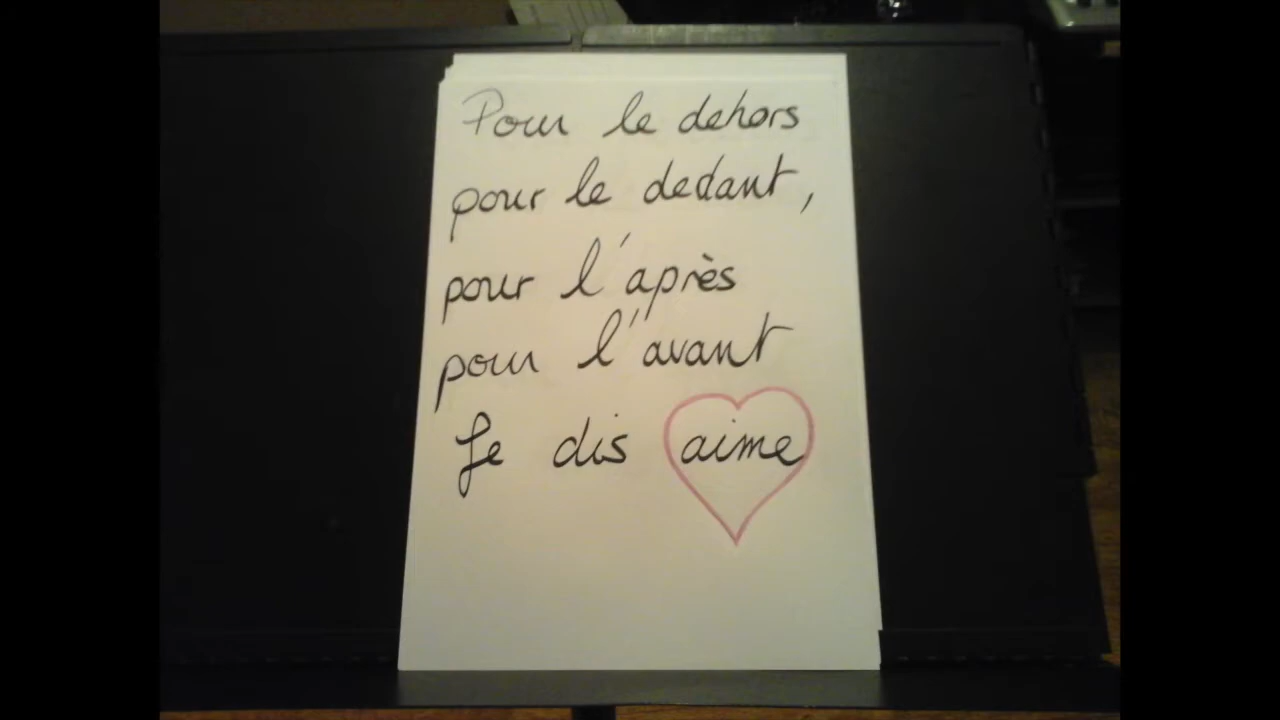 Pour le dehors
pour le dedant,
pour l'après
pour l'avant
Je dis aime